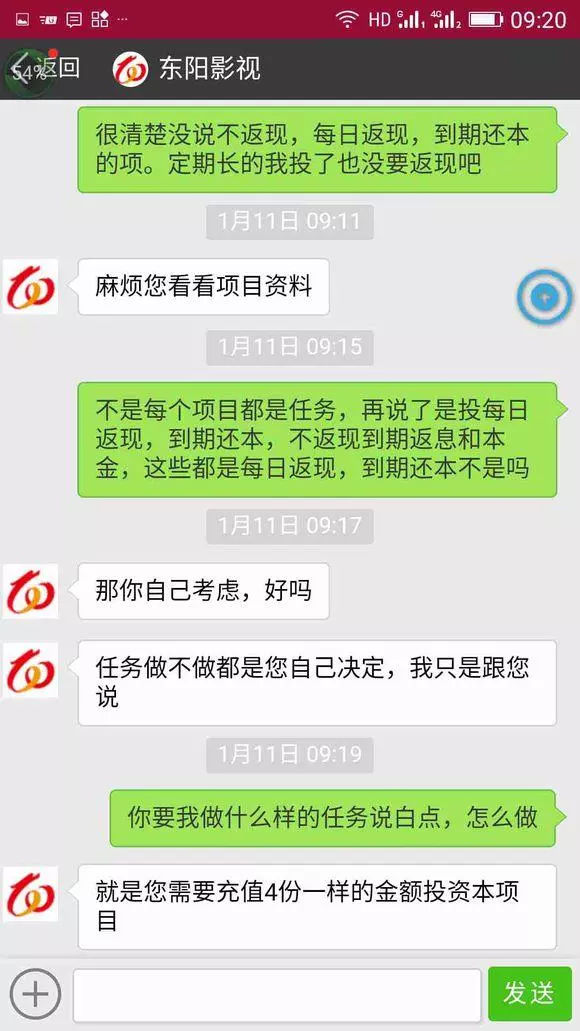 HD G 4G 1 2 09:20
54% 返回 东阳影视
很清楚没说不返现，每日返现，到期还本
的项。定期长的我投了也没要返现吧
1月11日 09:11
麻烦您看看项目资料
1月11日 09:15
不是每个项目都是任务，再说了是投每日
返现，到期还本，不返现到期返息和本
金，这些都是每日返现，到期还本不是吗
1月11日 09:17
那你自己考虑，好吗
任务做不做都是您自己决定，我只是跟您
说
1月11日 09:19
你要我做什么样的任务说白点，怎么做
就是您需要充值4份一样的金额投资本项
目
发送